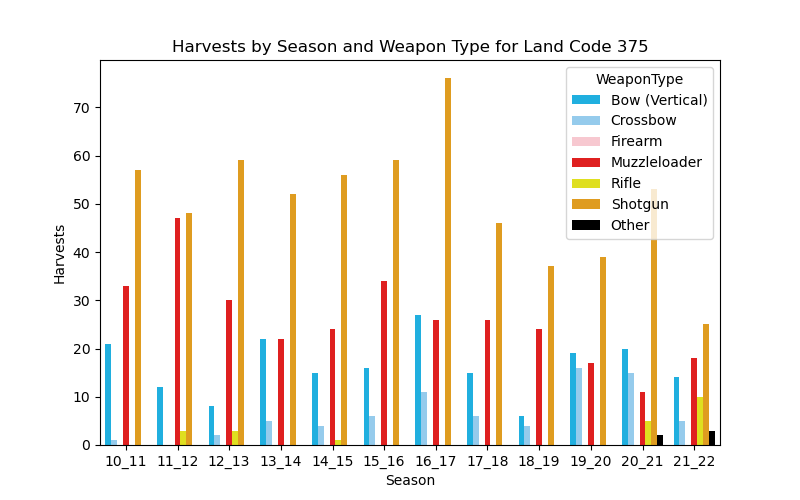 Harvests by Season and Weapon Type for Land Code 375
WeaponType
Bow (Vertical)
Crossbow
Firearm
Muzzleloader
Rifle
Shotgun
Other
Harvests
70
60
50
40
30
20
10
0
10_11 11_12 12_13 13_14 14_15 15_16 16_17 17_18 18_19 19_20 20_21 21_22
Season